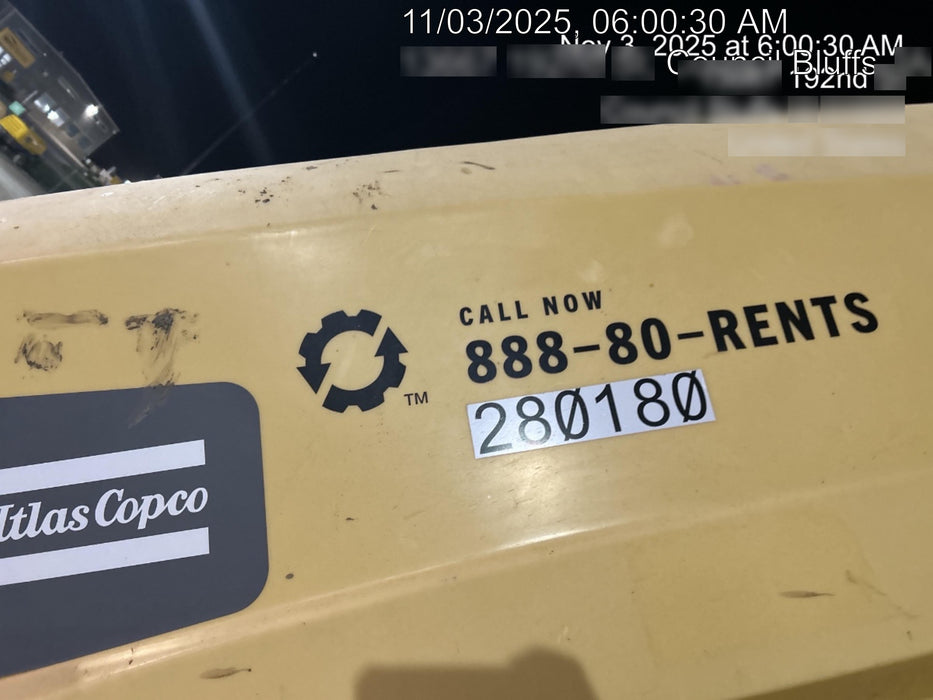 11/03/2025, 06:00:30 AM
Nov 3, 2025 at 6:00:30 AM
Council Bluffs
192nd
CALL NOW
888-80-RENTS
TM
280180
Atlas Copco